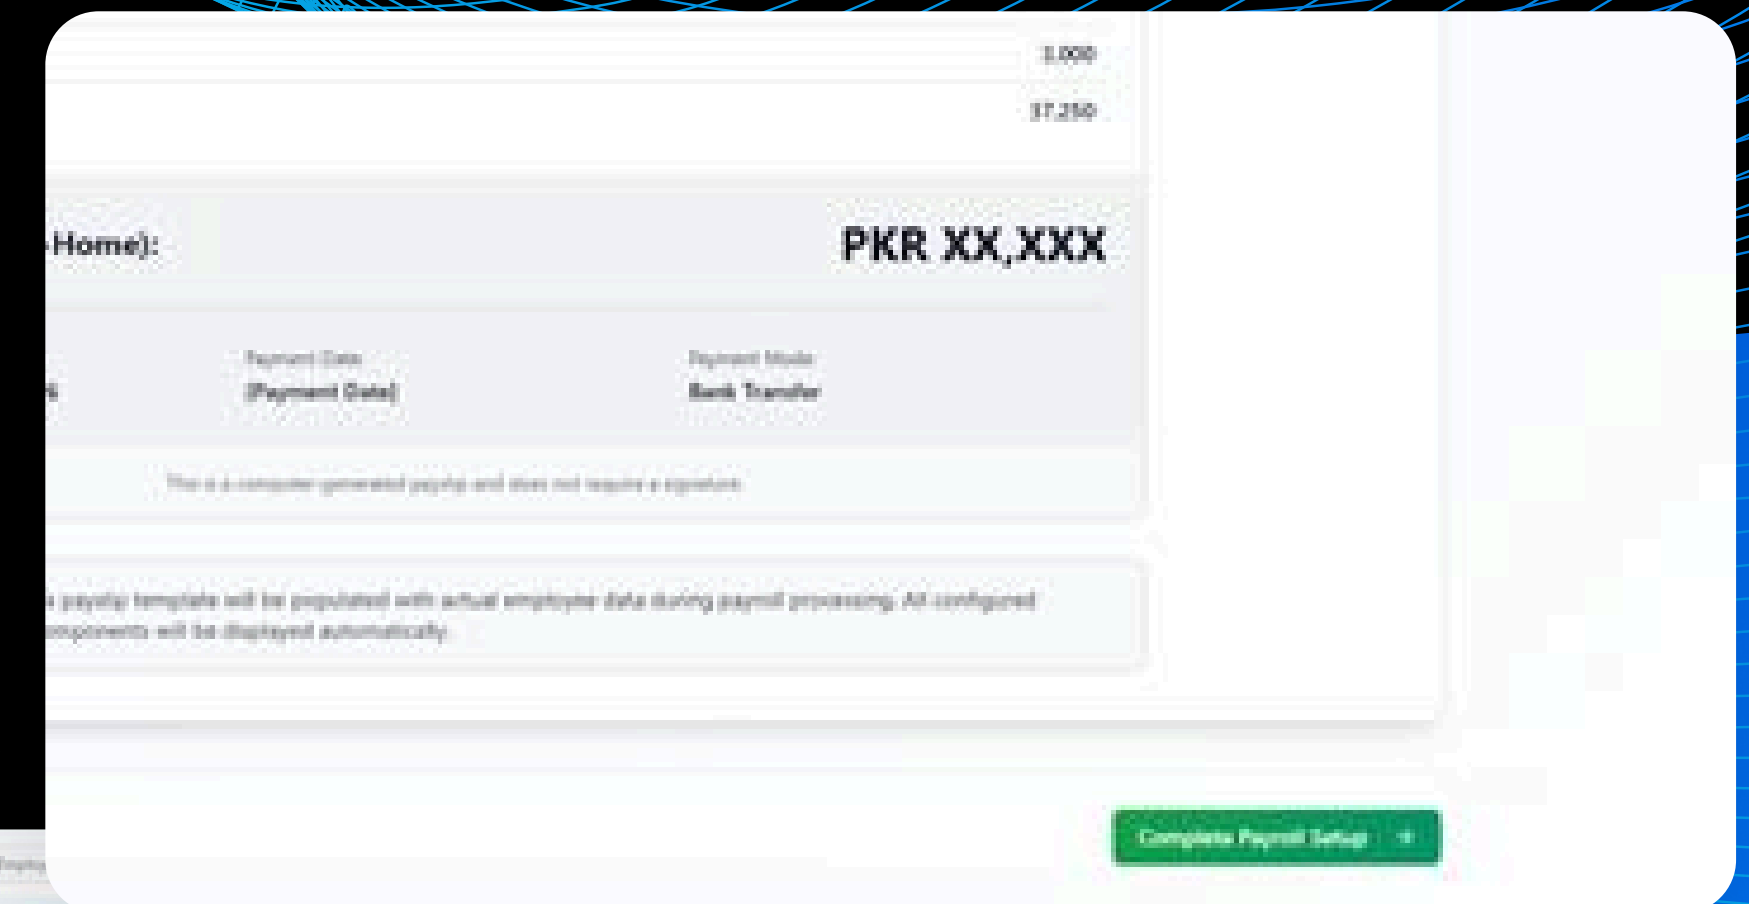 3,000
37,250
Home):
PKR XX,XXX
Payment Date
Payment Mode
[Payment Date]
Bank Transfer
This is a computer generated payslip and does not require a signature.
payslip template will be populated with actual employee data during payroll processing. All configured
components will be displayed automatically.
Complete Payroll Setup